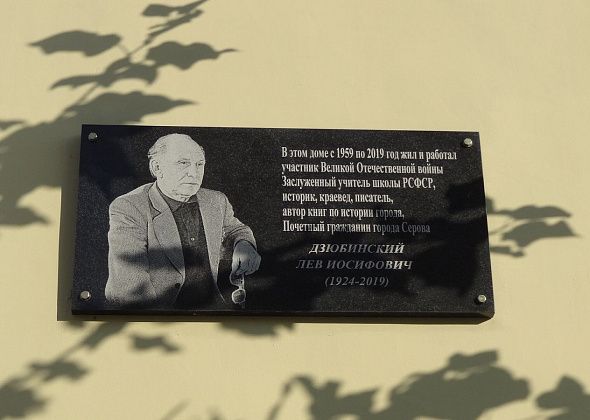 В этом доме с 1959 по 2019 год жил и работал
участник Великой Отечественной войны
Заслуженный учитель школы РСФСР,
историк, краевед, писатель,
автор книг по истории города,
Почетный гражданин города Серова
ДЗЮБИНСКИЙ
ЛЕВ ИОСИФОВИЧ
(1924-2019)